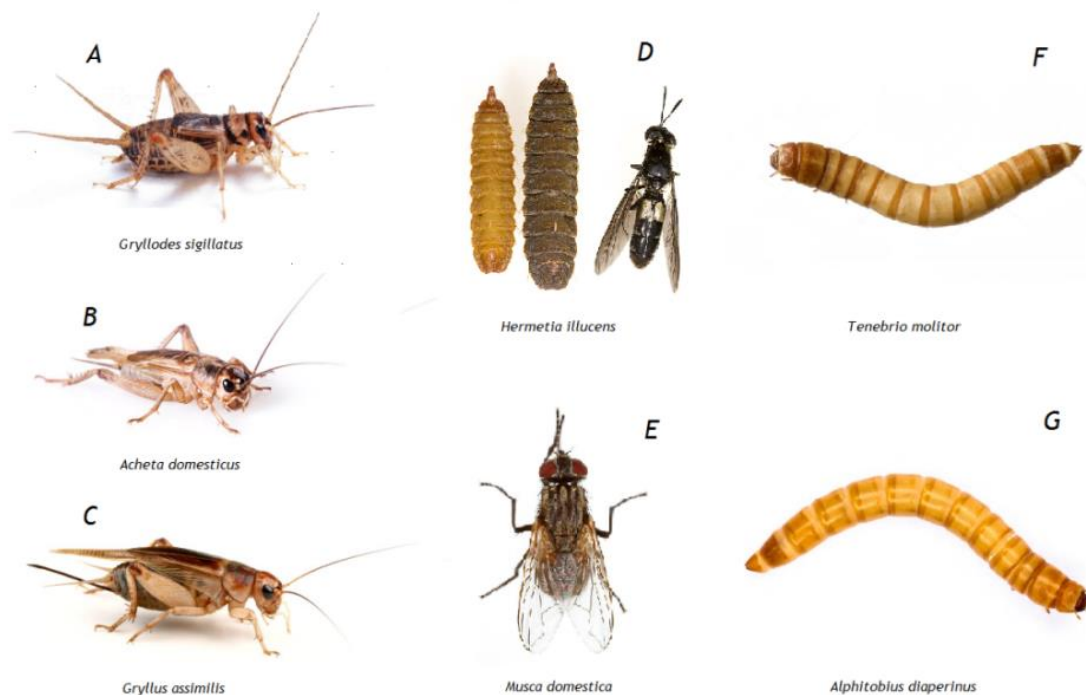 A
Gryllodes sigillatus
B
Acheta domesticus
C
Gryllus assimilis
D
Hermetia illucens
E
Musca domestica
F
Tenebrio molitor
G
Alphitobius diaperinus